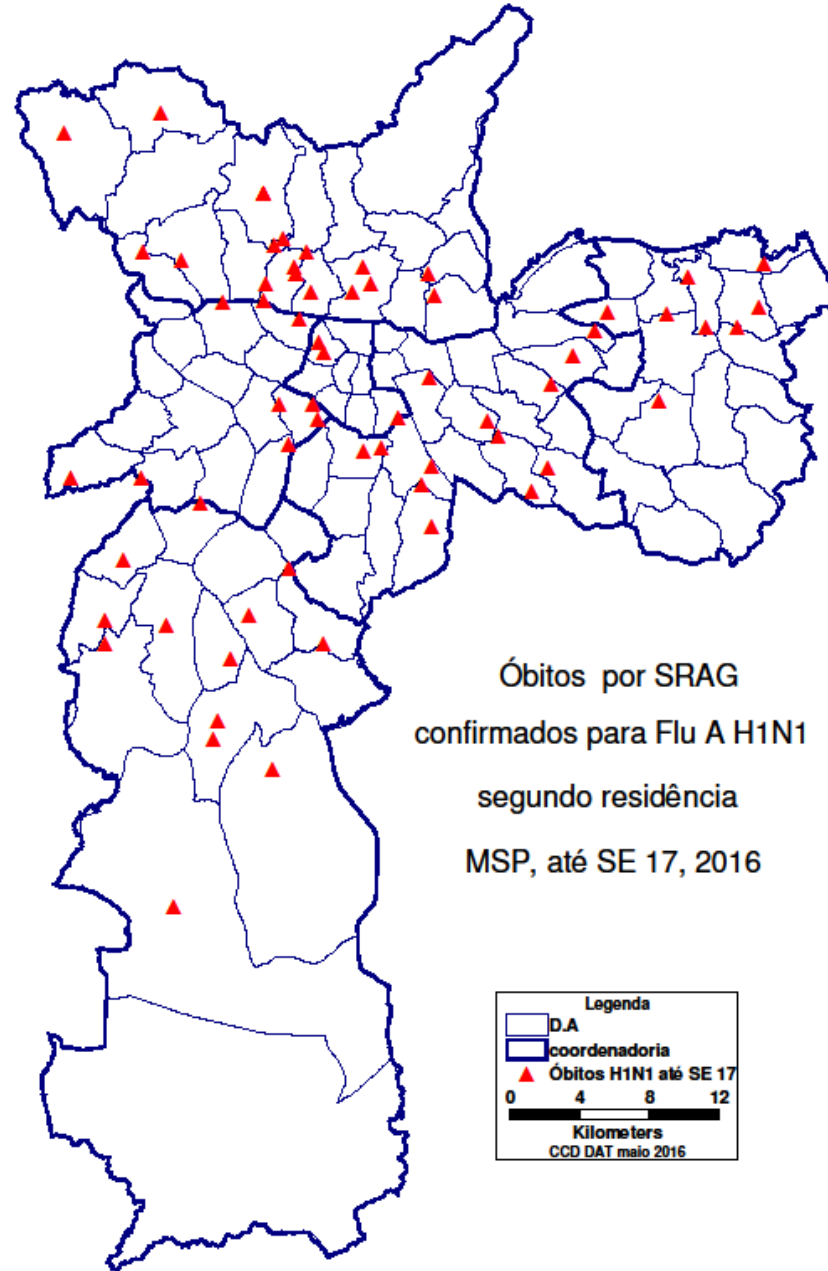 Óbitos por SRAG
confirmados para Flu A H1N1
segundo residência
MSP, até SE 17, 2016
Legenda
D.A
coordenadoria
Óbitos H1N1 até SE 17
0 4 8 12
Kilometers
CCD DAT maio 2016